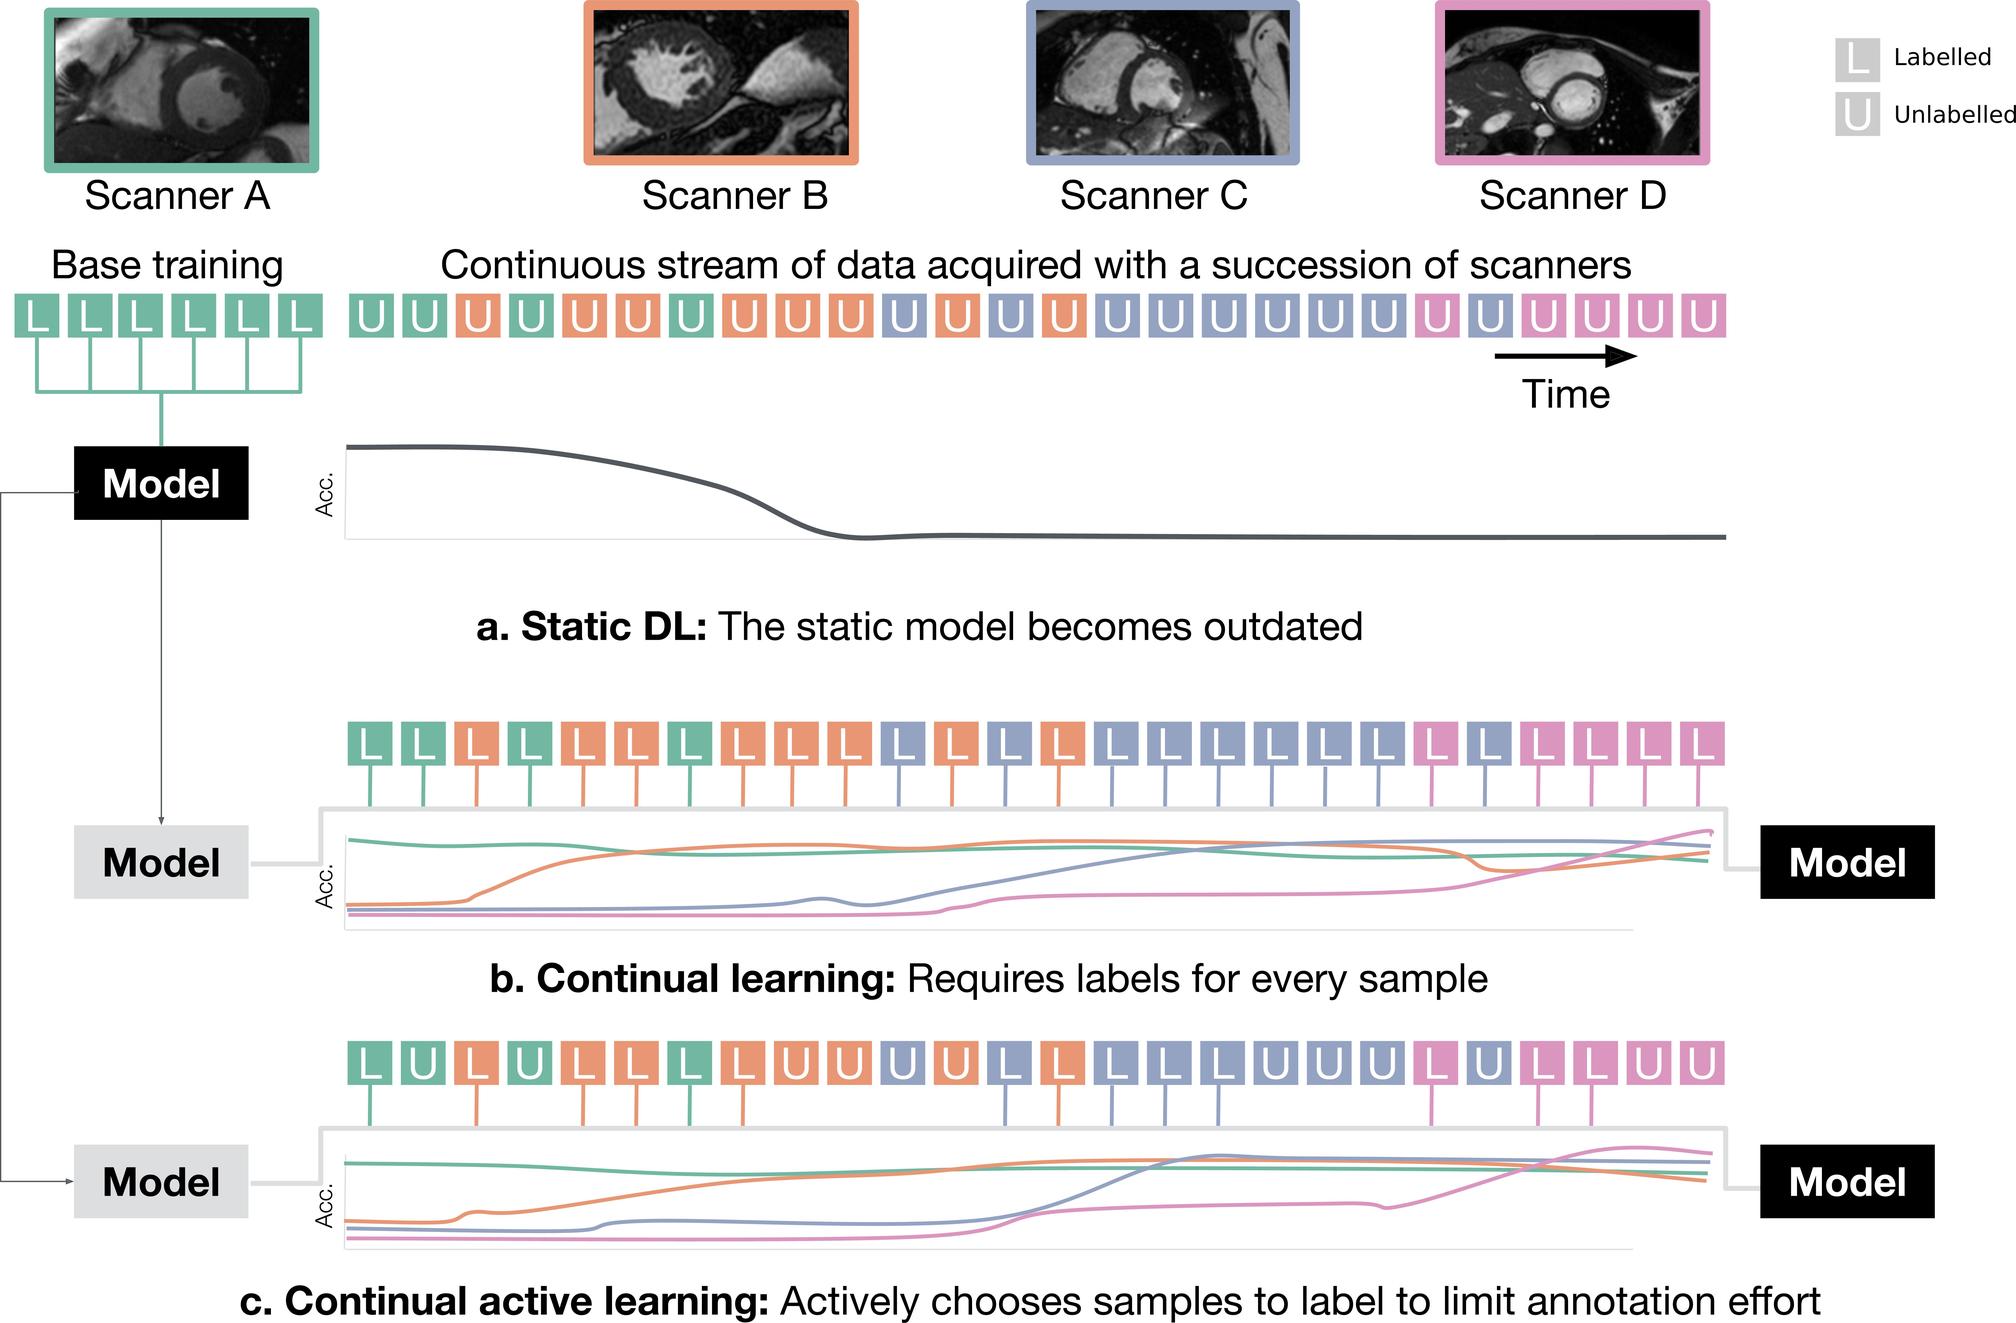 L Labelled
U Unlabelled
Scanner A Scanner B Scanner C Scanner D
Base training Continuous stream of data acquired with a succession of scanners
L L L L L L U U U U U U U U U U U U U U U U U U U U U U U U U U
Time
Model
Acc.
a. Static DL: The static model becomes outdated
L L L L L L L L L L L L L L L L L L L L L L L L L L
Model
Acc.
Model
b. Continual learning: Requires labels for every sample
L U L U L L L L U U U U L L L L L U U U L U L L U U
Model
Acc.
Model
c. Continual active learning: Actively chooses samples to label to limit annotation effort